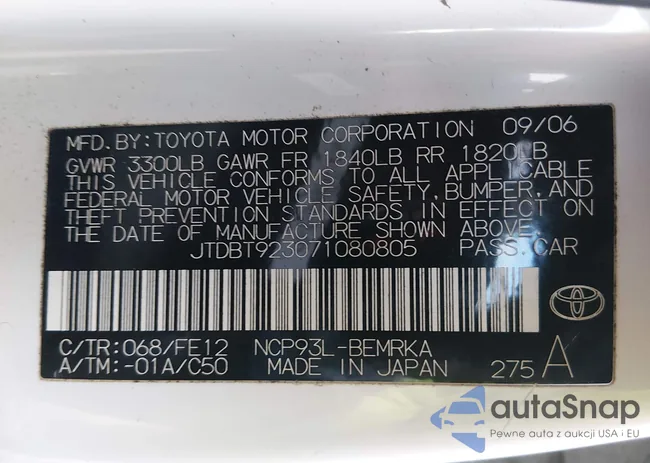 MFD. BY: TOYOTA MOTOR CORPORATION 09/06
GVWR 3300LB GAWR FR 1840LB RR 1820LB
THIS VEHICLE CONFORMS TO ALL APPLICABLE
FEDERAL MOTOR VEHICLE SAFETY, BUMPER, AND
THEFT PREVENTION STANDARDS IN EFFECT ON
THE DATE OF MANUFACTURE SHOWN ABOVE.
JTDBT923071080805 PASS. CAR
C/TR: 068/FE12 NCP93L-BEMRKA
A/TM: -01A/C50 MADE IN JAPAN 275 A
autaSnap
Pewne auta z aukcji USA i EU